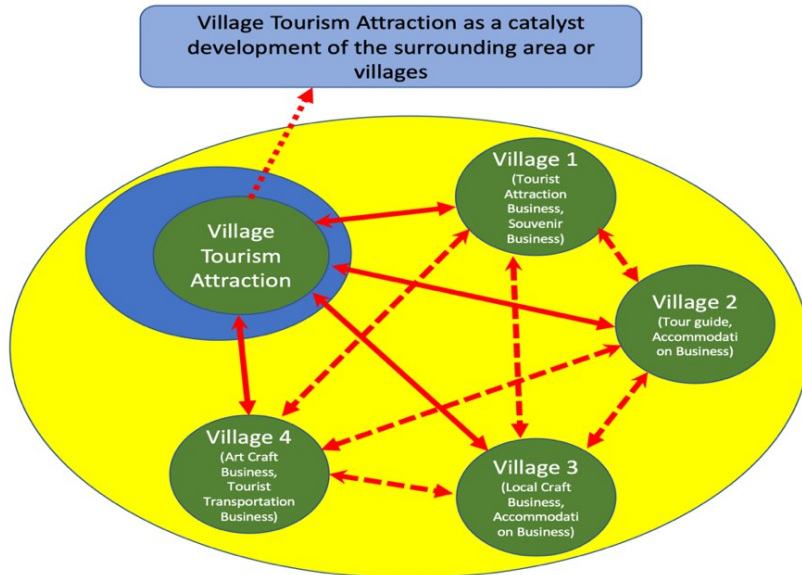 Village Tourism Attraction as a catalyst
development of the surrounding area or
villages
Village 1
(Tourist
Attraction
Business,
Souvenir
Business)
Village
Tourism
Attraction
Village 2
(Tour guide,
Accommodati
on Business)
Village 4
(Art Craft
Business,
Tourist
Transportation
Business)
Village 3
(Local Craft
Business,
Accommodati
on Business)